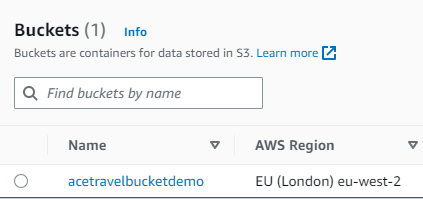 Buckets (1) Info
Buckets are containers for data stored in S3. Learn more
Find buckets by name
Name AWS Region
acetravelbucketdemo EU (London) eu-west-2